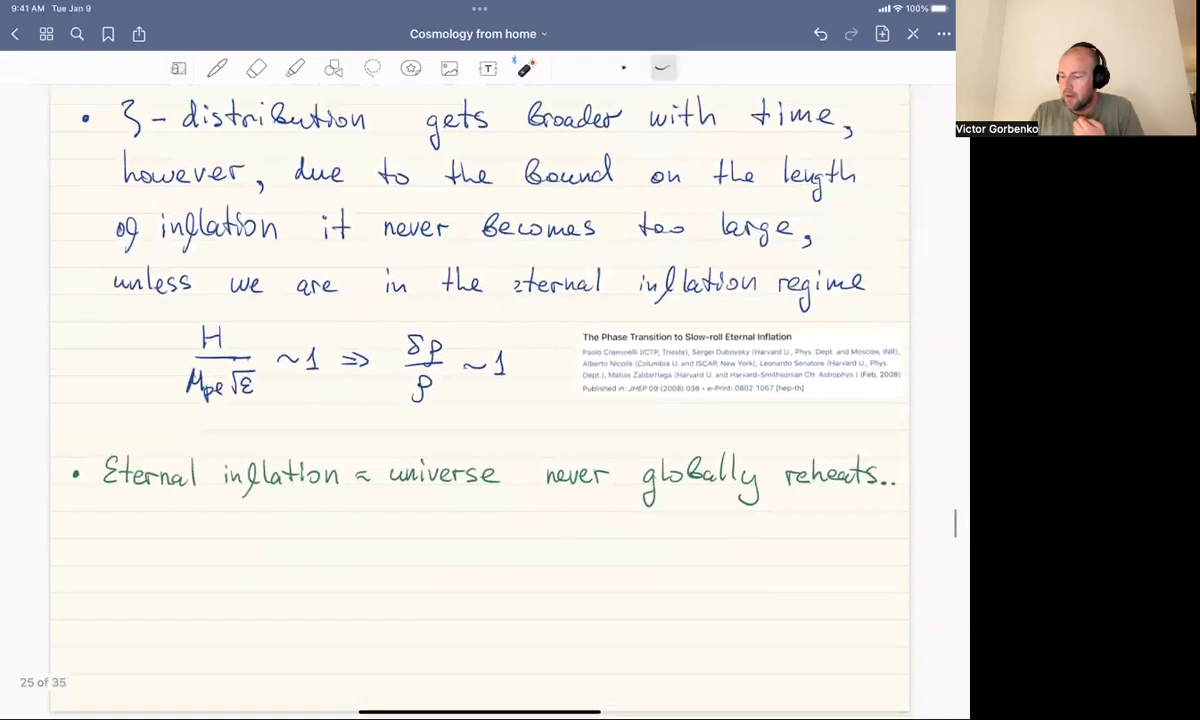 9:41 AM Tue Jan 9
100%
Cosmology from home
Victor Gorbenko
• ζ - distribution gets broader with time,
however, due to the bound on the length
of inflation it never becomes too large,
unless we are in the eternal inflation regime
H / M_pl √ε ~ 1 ⇒ δρ / ρ ~ 1
The Phase Transition to Slow-roll Eternal Inflation
Paolo Creminelli (ICTP, Trieste), Sergei Dubovsky (Harvard U., Phys. Dept. and Moscow, INR),
Alberto Nicolis (Columbia U. and ISCAP, New York), Leonardo Senatore (Harvard U., Phys.
Dept.), Matias Zaldarriaga (Harvard U. and Harvard-Smithsonian Ctr. Astrophys.) (Feb, 2008)
Published in: JHEP 09 (2008) 036 • e-Print: 0802.1067 [hep-th]
• Eternal inflation ≈ universe never globally reheats..
25 of 35